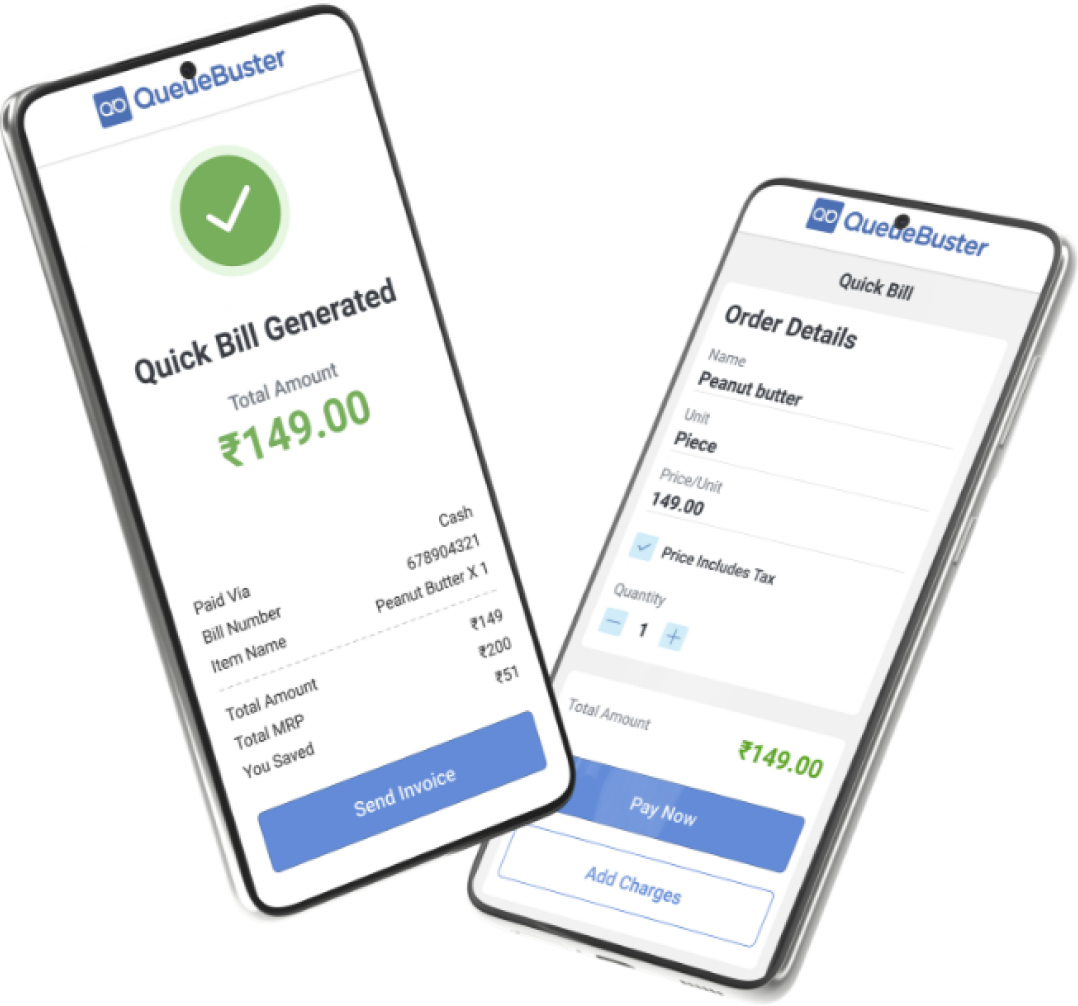 QueueBuster
Quick Bill Generated
Total Amount
₹149.00
Paid Via Cash
Bill Number 678904321
Item Name Peanut Butter X 1
Total Amount ₹149
Total MRP ₹200
You Saved ₹51
Send Invoice
QueueBuster
Quick Bill
Order Details
Name
Peanut butter
Unit
Piece
Price/Unit
149.00
Price Includes Tax
Quantity
1
Total Amount
₹149.00
Pay Now
Add Charges